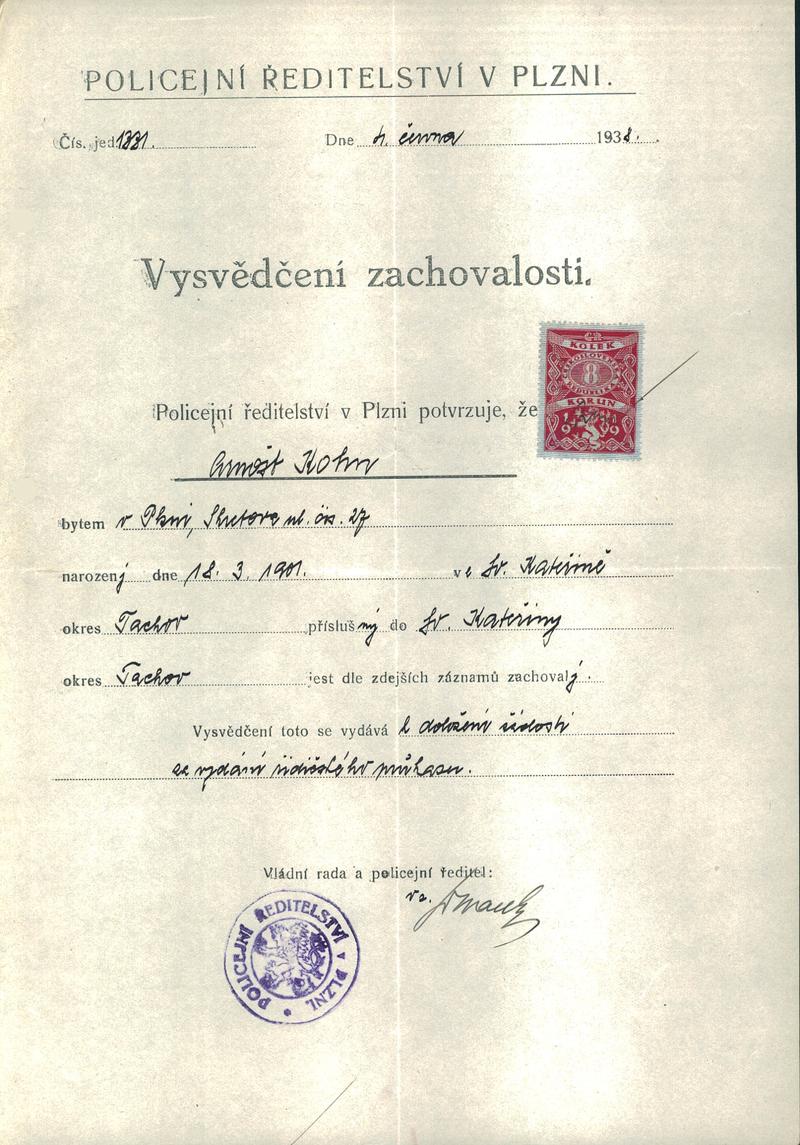 POLICEJNÍ ŘEDITELSTVÍ V PLZNI.
Čís. jed. 1331. Dne 4. června 1938.
Vysvědčení zachovalosti.
KOLEK
8
KORUN
Policejní ředitelství v Plzni potvrzuje, že
Arnošt Kohn
bytem v Plzni, Skretova ul. čís. 27
narozený dne 18. 3. 1901. ve Sv. Kateřině
okres Tachov příslušný do Sv. Kateřiny
okres Tachov jest dle zdejších záznamů zachovalý.
Vysvědčení toto se vydává k doložení žádosti
za vydání řidičského průkazu.
Vládní rada a policejní ředitel:
vz.
POLICEJNÍ ŘEDITELSTVÍ V PLZNI